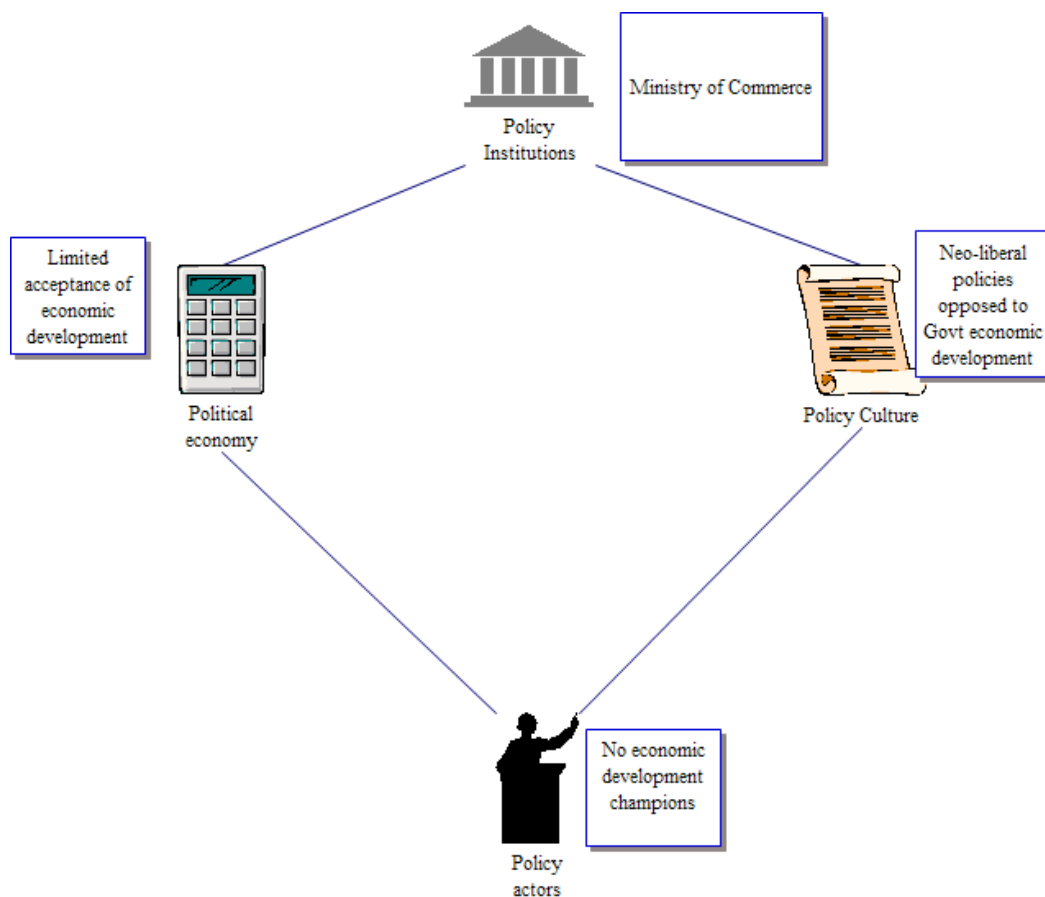 Ministry of Commerce
Policy
Institutions
Limited
acceptance of
economic
development
Political
economy
Neo-liberal
policies
opposed to
Govt economic
development
Policy Culture
No economic
development
champions
Policy
actors